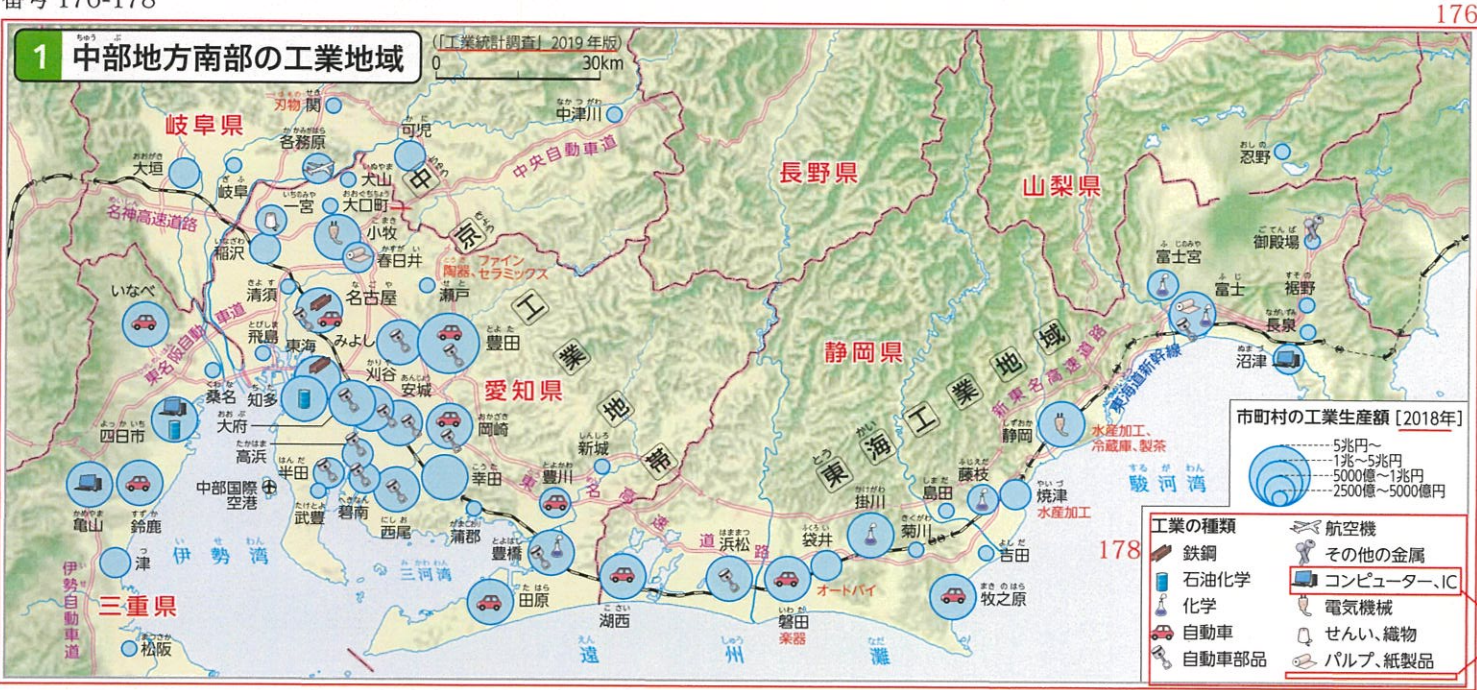 番号 176-178
176
1 中部地方南部の工業地域
(「工業統計調査」2019年版)
0 30km
岐阜県
長野県
山梨県
静岡県
愛知県
三重県
中京工業地帯
東海工業地域
刃物 関
中津川
可児
各務原
大垣
岐阜
犬山
一宮
大口町
小牧
稲沢
春日井
中央自動車道
名神高速道路
陶器、ファインセラミックス
瀬戸
清須
名古屋
いなべ
飛島
東海
みよし
豊田
東名阪自動車道
刈谷
安城
桑名
知多
四日市
大府
岡崎
高浜
半田
新城
中部国際空港
幸田
豊川
亀山
鈴鹿
武豊
碧南
西尾
蒲郡
豊橋
津
伊勢湾
三河湾
田原
伊勢自動車道
松阪
東名高速道路
湖西
浜松
磐田
楽器
袋井
オートバイ
掛川
菊川
島田
藤枝
静岡
水産加工、冷蔵庫、製茶
焼津
水産加工
吉田
牧之原
駿河湾
遠州灘
新東名高速道路
東海道新幹線
富士宮
富士
忍野
御殿場
裾野
長泉
沼津
市町村の工業生産額 [2018年]
5兆円~
1兆~5兆円
5000億~1兆円
2500億~5000億円
178
工業の種類
鉄鋼
石油化学
化学
自動車
自動車部品
航空機
その他の金属
コンピューター、IC
電気機械
せんい、織物
パルプ、紙製品